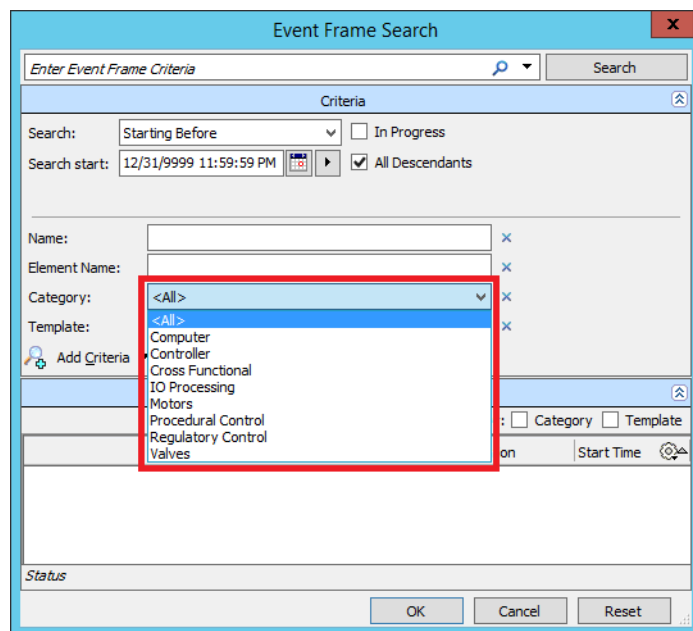 Event Frame Search
x
Enter Event Frame Criteria Search
Criteria
Search: Starting Before In Progress
Search start: 12/31/9999 11:59:59 PM All Descendants
Name:
Element Name:
Category: <All>
Template: <All>
Computer
Add Criteria Controller
Cross Functional
IO Processing
Motors
Procedural Control : Category Template
Regulatory Control
Valves on Start Time
Status
OK Cancel Reset